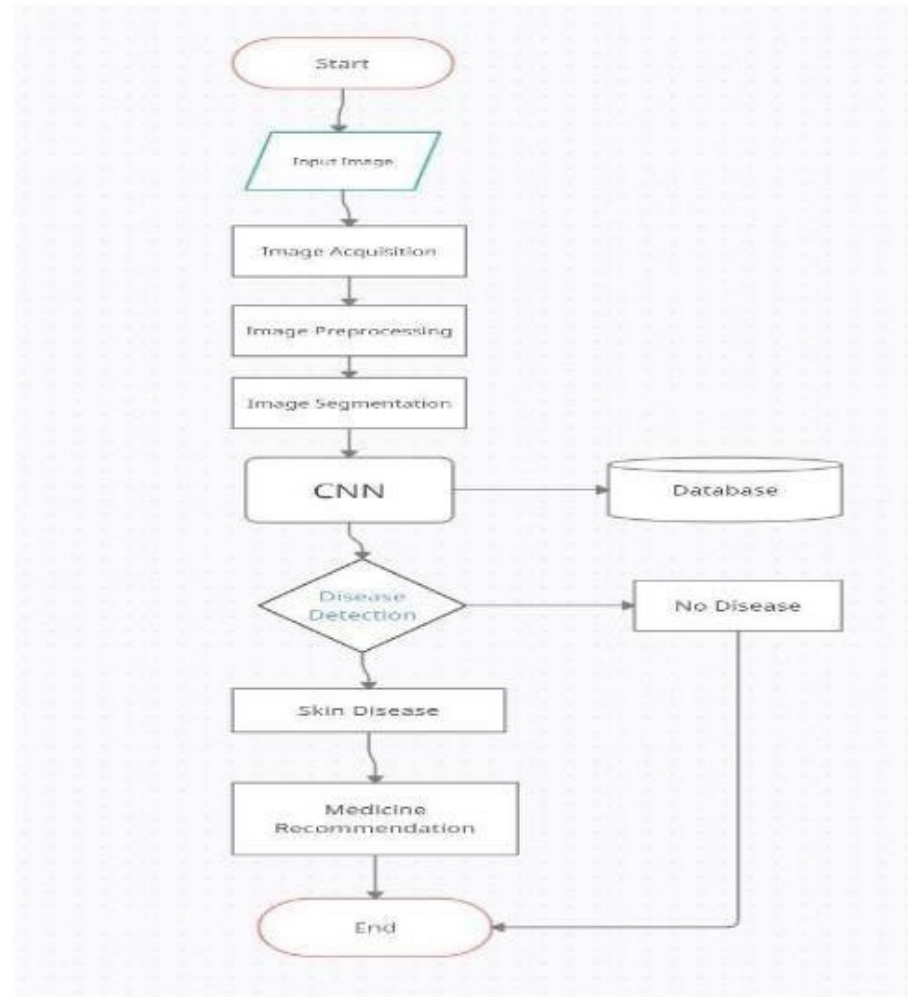 Start
Input Image
Image Acquisition
Image Preprocessing
Image Segmentation
CNN
Database
Disease
Detection
No Disease
Skin Disease
Medicine
Recommendation
End